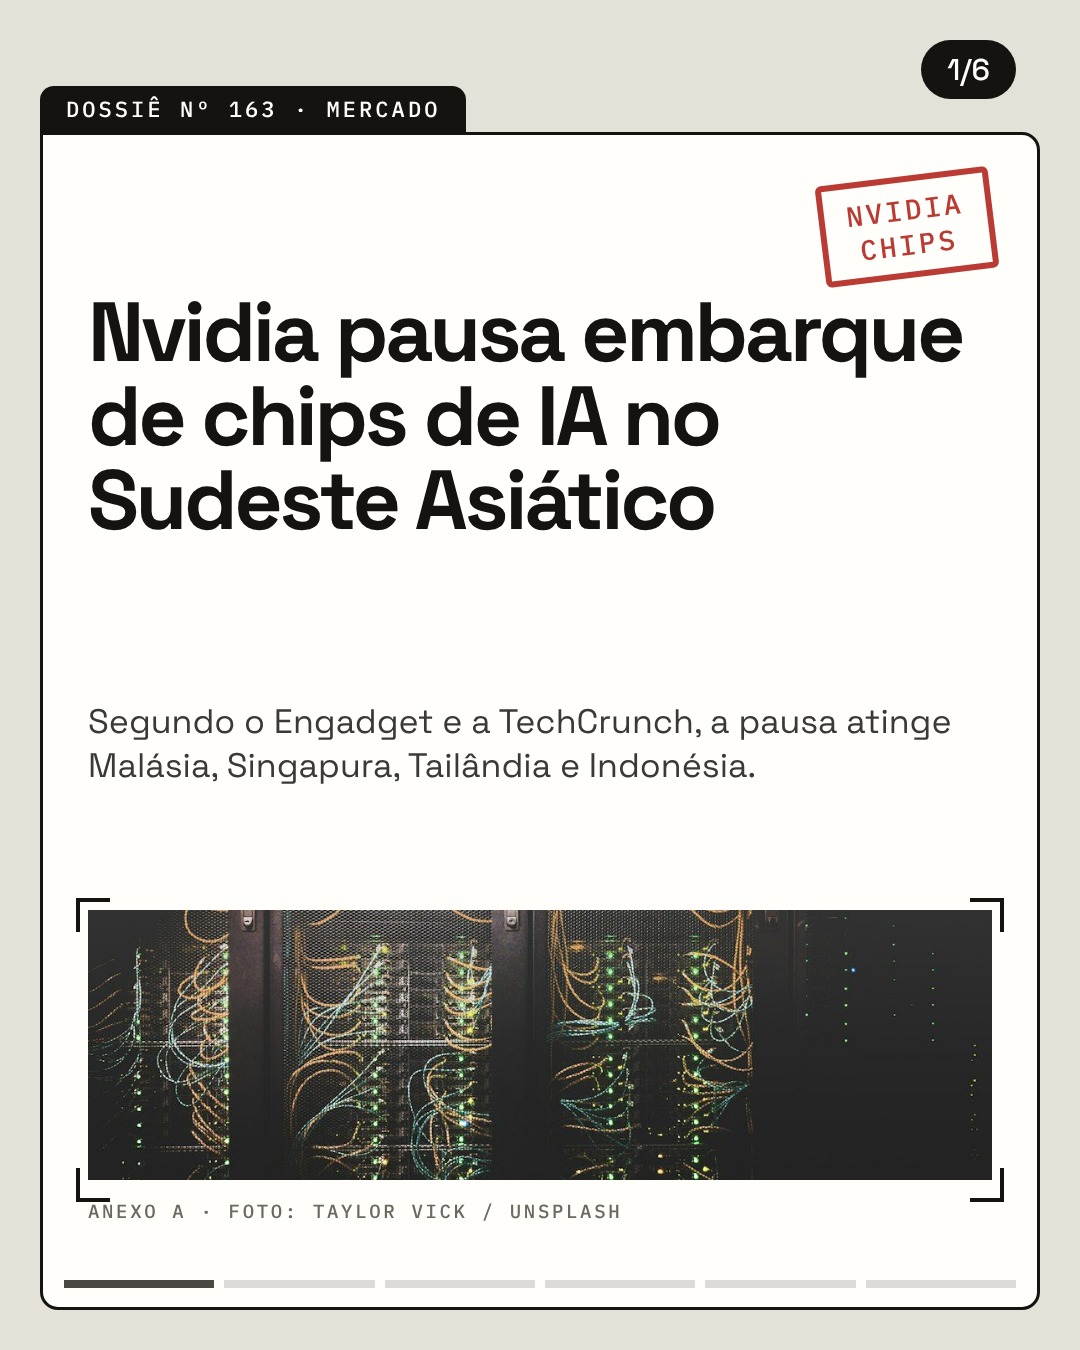 1/6
DOSSIÊ Nº 163 · MERCADO
NVIDIA
CHIPS
Nvidia pausa embarque
de chips de IA no
Sudeste Asiático
Segundo o Engadget e a TechCrunch, a pausa atinge
Malásia, Singapura, Tailândia e Indonésia.
ANEXO A · FOTO: TAYLOR VICK / UNSPLASH